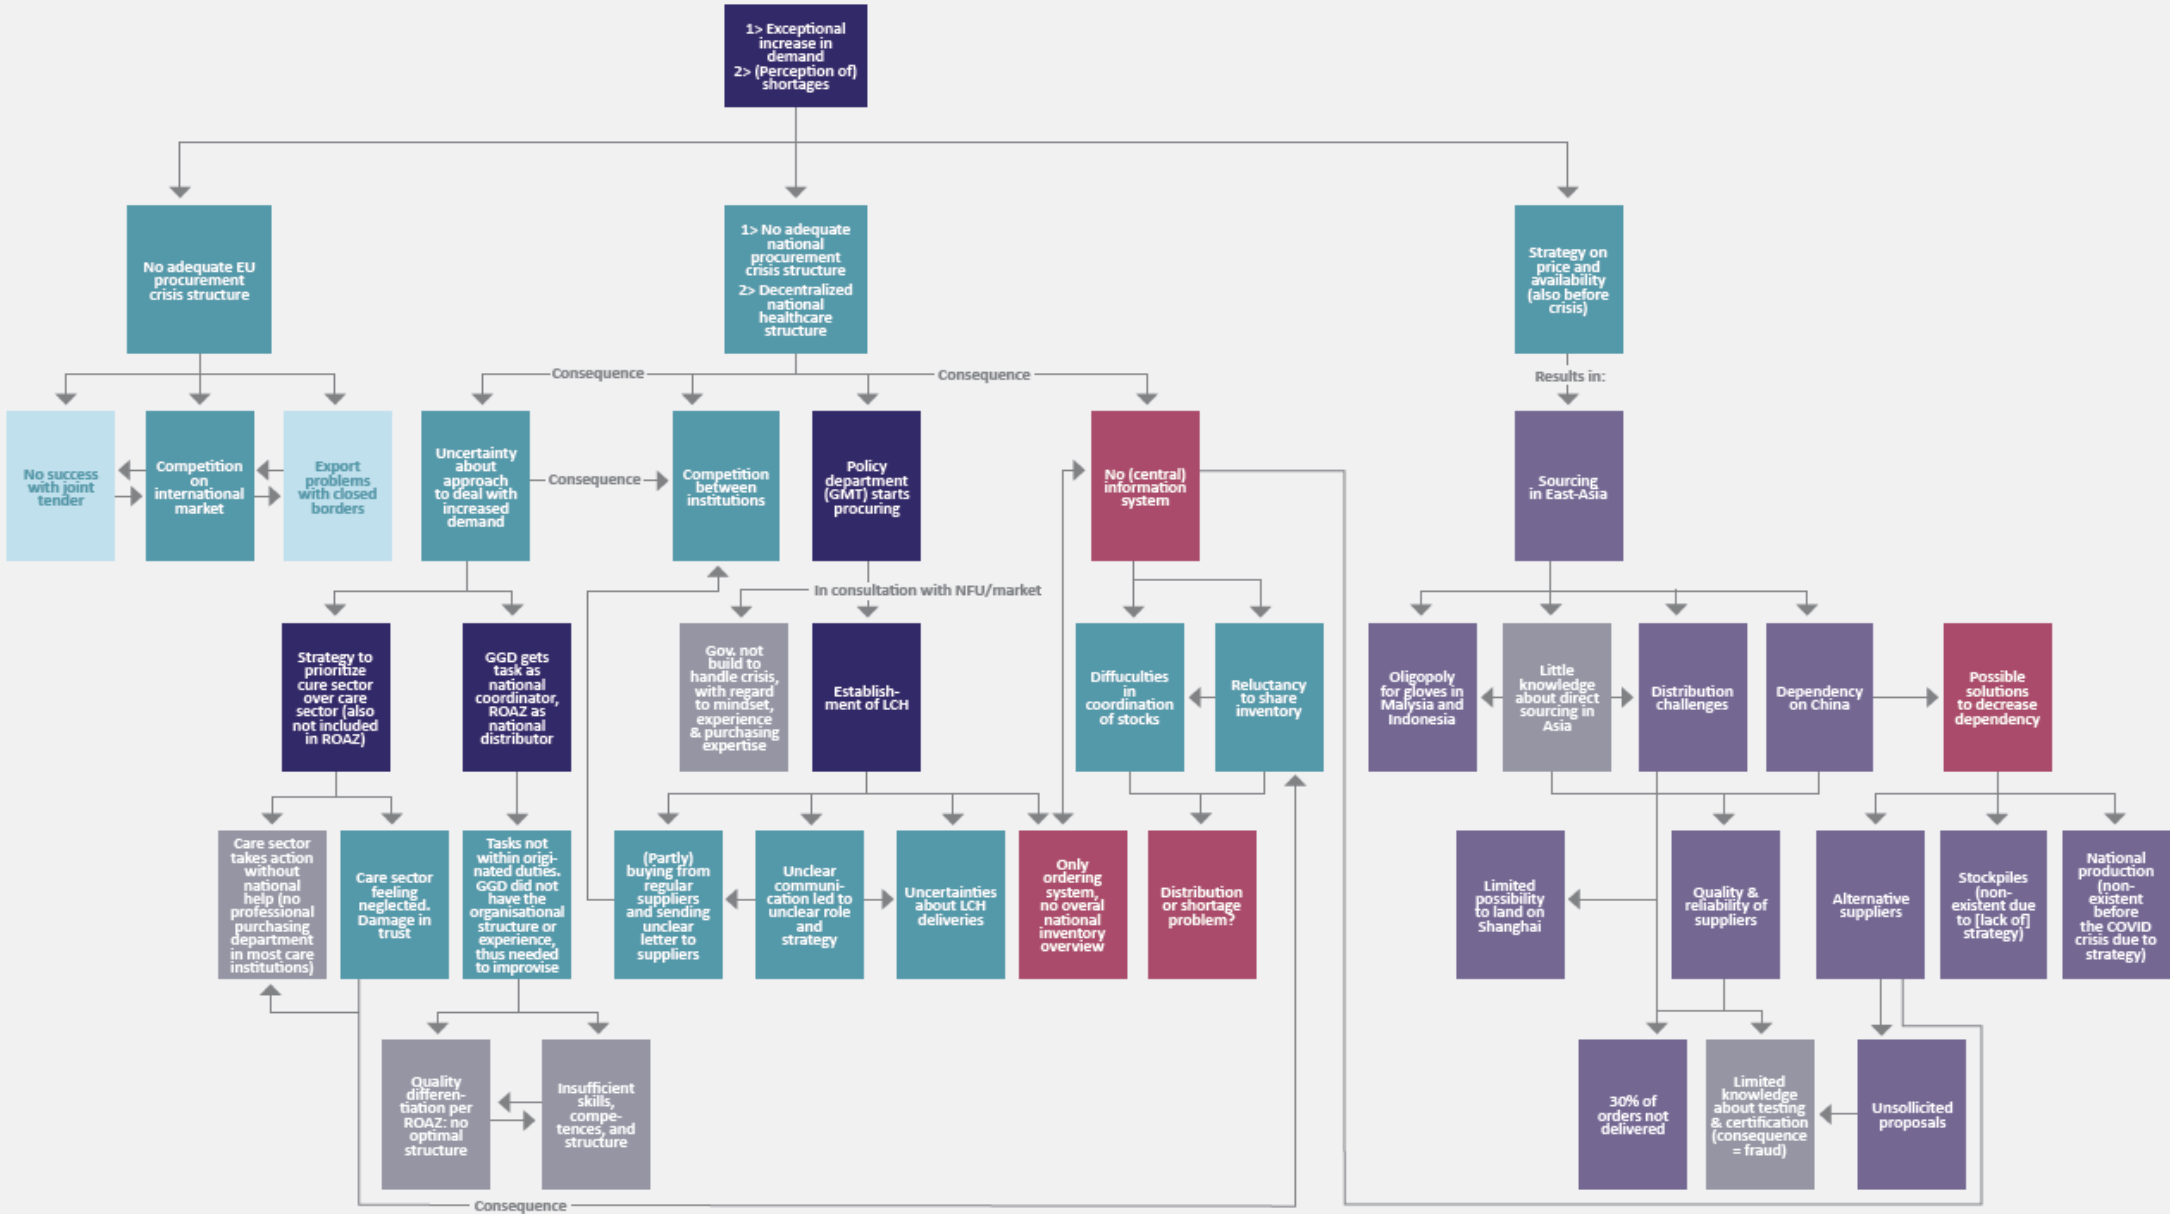 1> Exceptional
increase in
demand
2> (Perception of)
shortages
No adequate EU
procurement
crisis structure
1> No adequate
national
procurement
crisis structure
2> Decentralized
national
healthcare
structure
Strategy on
price and
availability
(also before
crisis)
Consequence
Consequence
Results in:
No success
with joint
tender
Competition
on
international
market
Export
problems
with closed
borders
Uncertainty
about
approach
to deal with
increased
demand
Consequence
Competition
between
institutions
Policy
department
(GMT) starts
procuring
No (central)
information
system
Sourcing
in East-Asia
In consultation with NFU/market
Strategy to
prioritize
cure sector
over care
sector (also
not included
in ROAZ)
GGD gets
task as
national
coordinator,
ROAZ as
national
distributor
Gov. not
build to
handle crisis,
with regard
to mindset,
experience
& purchasing
expertise
Establish-
ment of LCH
Diffuculties
in
coordination
of stocks
Reluctancy
to share
inventory
Oligopoly
for gloves in
Malysia and
Indonesia
Little
knowledge
about direct
sourcing in
Asia
Distribution
challenges
Dependency
on China
Possible
solutions
to decrease
dependency
Care sector
takes action
without
national
help (no
professional
purchasing
department
in most care
institutions)
Care sector
feeling
neglected.
Damage in
trust
Tasks not
within origi-
nated duties.
GGD did not
have the
organisational
structure or
experience,
thus needed
to improvise
(Partly)
buying from
regular
suppliers
and sending
unclear
letter to
suppliers
Unclear
communi-
cation led to
unclear role
and
strategy
Uncertainties
about LCH
deliveries
Only
ordering
system,
no overal
national
inventory
overview
Distribution
or shortage
problem?
Limited
possibility
to land on
Shanghai
Quality &
reliability of
suppliers
Alternative
suppliers
Stockpiles
(non-
existent due
to [lack of]
strategy)
National
production
(non-
existent
before
the COVID
crisis due to
strategy)
Quality
differen-
tiation per
ROAZ: no
optimal
structure
Insufficient
skills,
compe-
tences, and
structure
30% of
orders not
delivered
Limited
knowledge
about testing
& certification
(consequence
= fraud)
Unsollicited
proposals
Consequence